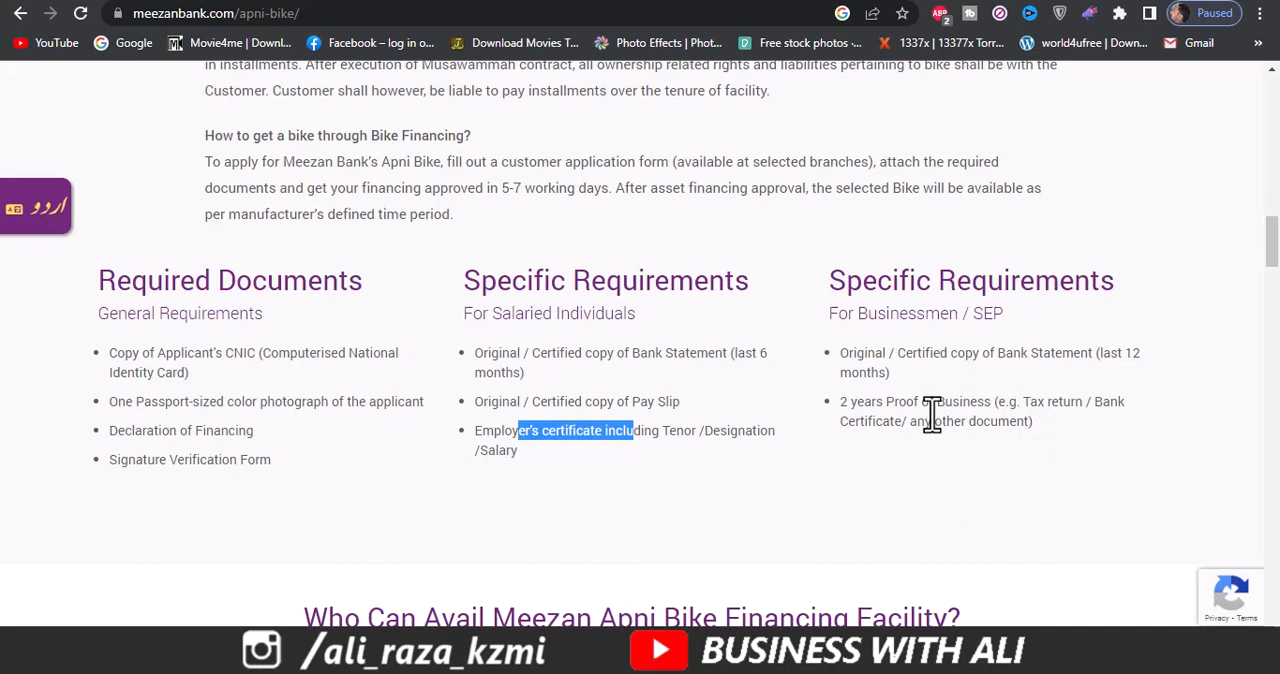 meezanbank.com/apni-bike/
Paused
YouTube
Google
Movie4me | Downl...
Facebook – log in o...
Download Movies T...
Photo Effects | Phot...
Free stock photos -...
1337x | 13377x Torr...
world4ufree | Down...
Gmail
»
in installments. After execution of Musawammah contract, all ownership related rights and liabilities pertaining to bike shall be with the
Customer. Customer shall however, be liable to pay installments over the tenure of facility.
How to get a bike through Bike Financing?
To apply for Meezan Bank's Apni Bike, fill out a customer application form (available at selected branches), attach the required
documents and get your financing approved in 5-7 working days. After asset financing approval, the selected Bike will be available as
per manufacturer's defined time period.
اردو
Required Documents
General Requirements
• Copy of Applicant's CNIC (Computerised National
Identity Card)
• One Passport-sized color photograph of the applicant
• Declaration of Financing
• Signature Verification Form
Specific Requirements
For Salaried Individuals
• Original / Certified copy of Bank Statement (last 6
months)
• Original / Certified copy of Pay Slip
• Employer's certificate including Tenor /Designation
/Salary
Specific Requirements
For Businessmen / SEP
• Original / Certified copy of Bank Statement (last 12
months)
• 2 years Proof of Business (e.g. Tax return / Bank
Certificate/ any other document)
Who Can Avail Meezan Apni Bike Financing Facility?
Privacy - Terms
/ali_raza_kzmi
BUSINESS WITH ALI